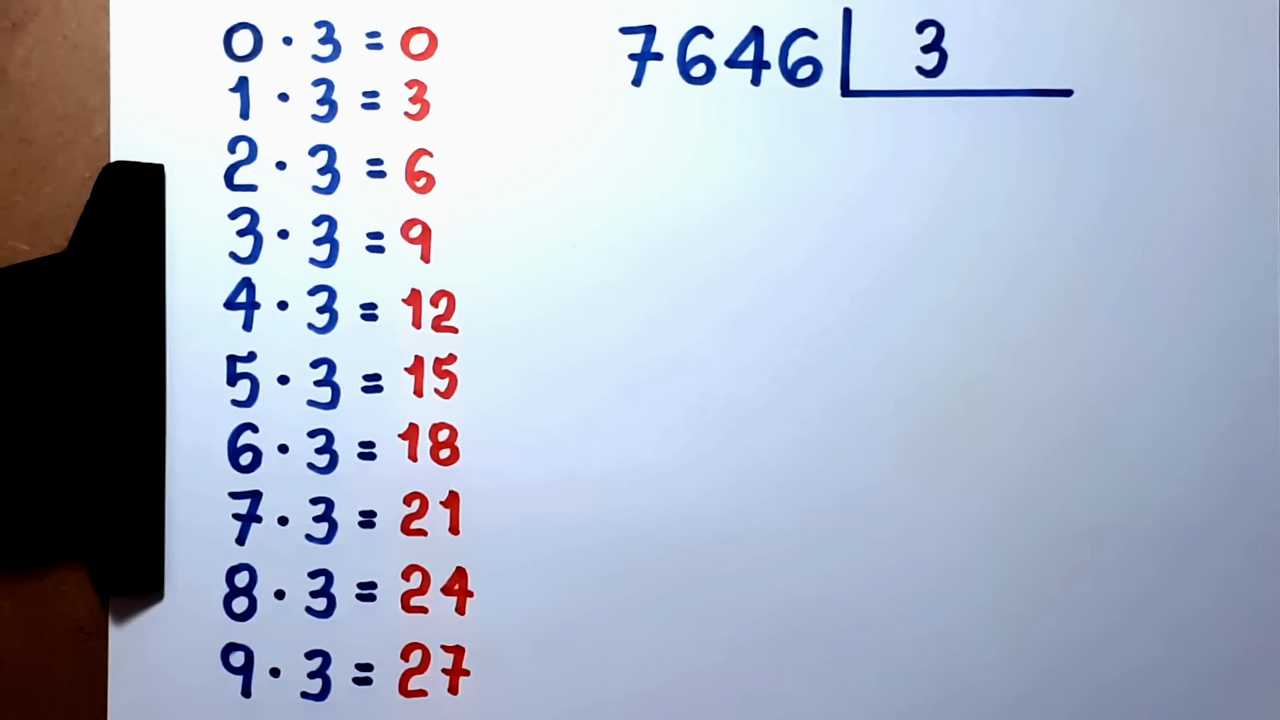 0 · 3 = 0
1 · 3 = 3
2 · 3 = 6
3 · 3 = 9
4 · 3 = 12
5 · 3 = 15
6 · 3 = 18
7 · 3 = 21
8 · 3 = 24
9 · 3 = 27
7646 3